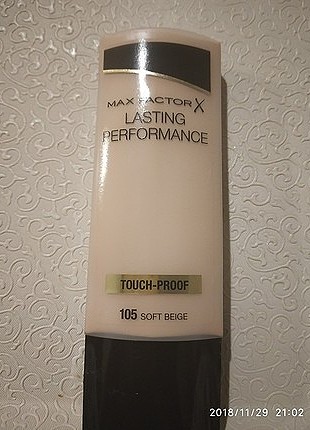 MAX FACTOR X
LASTING
PERFORMANCE
TOUCH-PROOF
105 SOFT BEIGE
2018/11/29 21:02